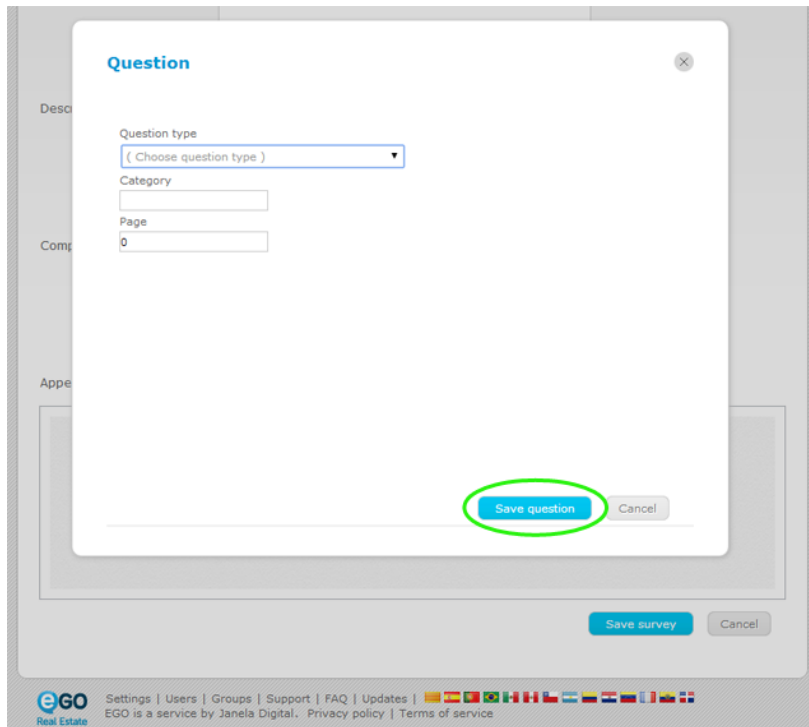 Question
Desc
Question type
( Choose question type )
Category
Page
0
Comp
Appe
Save question
Cancel
Save survey
Cancel
eGO
Real Estate
Settings | Users | Groups | Support | FAQ | Updates |
EGO is a service by Janela Digital. Privacy policy | Terms of service